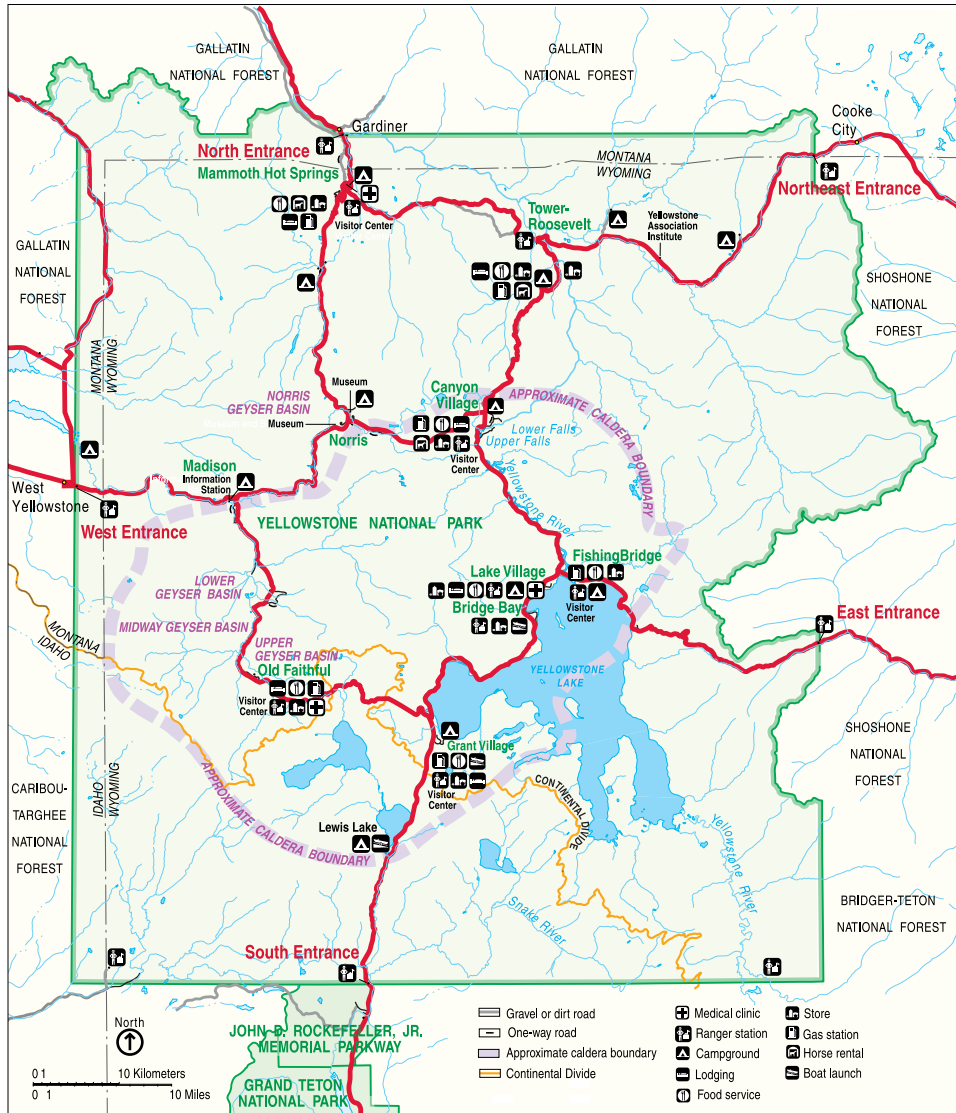 GALLATIN
NATIONAL FOREST
GALLATIN
NATIONAL FOREST
Gardiner
Cooke
City
North Entrance
Mammoth Hot Springs
MONTANA
WYOMING
Northeast Entrance
Visitor Center
Tower-
Roosevelt
Yellowstone
Association
Institute
GALLATIN
NATIONAL
FOREST
SHOSHONE
NATIONAL
FOREST
MONTANA
WYOMING
Museum
NORRIS
GEYSER BASIN
Museum
Norris
Canyon
Village
APPROXIMATE CALDERA BOUNDARY
Lower Falls
Upper Falls
Visitor
Center
Madison
Information
Station
West
Yellowstone
West Entrance
YELLOWSTONE NATIONAL PARK
Yellowstone River
FishingBridge
Lake Village
Visitor
Center
Bridge Bay
East Entrance
LOWER
GEYSER BASIN
MIDWAY GEYSER BASIN
MONTANA
IDAHO
UPPER
GEYSER BASIN
Old Faithful
Visitor
Center
YELLOWSTONE
LAKE
Grant Village
Visitor
Center
SHOSHONE
NATIONAL
FOREST
IDAHO
WYOMING
CARIBOU-
TARGHEE
NATIONAL
FOREST
APPROXIMATE CALDERA BOUNDARY
CONTINENTAL DIVIDE
Lewis Lake
Yellowstone River
Snake River
BRIDGER-TETON
NATIONAL FOREST
South Entrance
North
JOHN D. ROCKEFELLER, JR.
MEMORIAL PARKWAY
GRAND TETON
NATIONAL PARK
0 1 10 Kilometers
0 1 10 Miles
Gravel or dirt road
One-way road
Approximate caldera boundary
Continental Divide
Medical clinic
Ranger station
Campground
Lodging
Food service
Store
Gas station
Horse rental
Boat launch